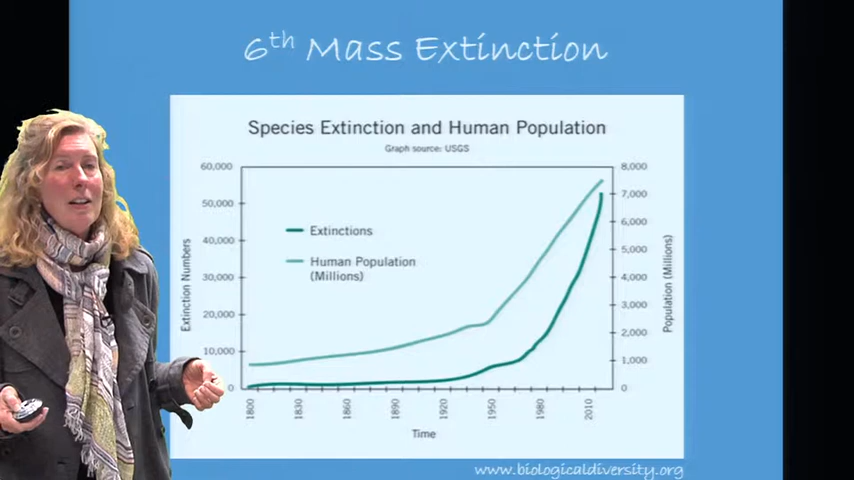 6th Mass Extinction
Species Extinction and Human Population
Graph source: USGS
60,000
50,000
40,000
30,000
20,000
10,000
0
Extinction Numbers
Extinctions
Human Population
(Millions)
8,000
7,000
6,000
5,000
4,000
3,000
2,000
1,000
0
Population (Millions)
1800
1830
1860
1890
1920
1950
1980
2010
Time
www.biologicaldiversity.org